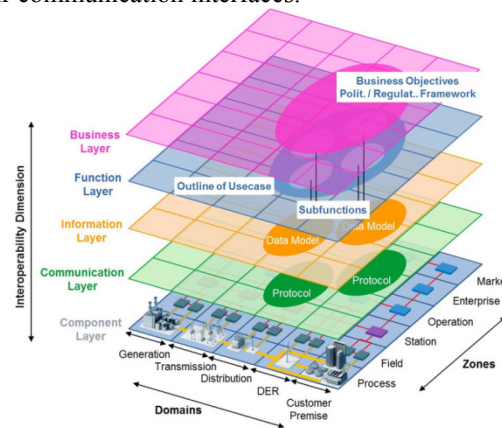 r communication interfaces.
Business Objectives
Polit. / Regulat.. Framework
Business
Layer
Function
Layer
Outline of Usecase
Subfunctions
Information
Layer
Data Model
Data Model
Communication
Layer
Protocol
Protocol
Component
Layer
Interoperability Dimension
Market
Enterprise
Operation
Station
Field
Process
Zones
Generation
Transmission
Distribution
DER
Customer
Premise
Domains